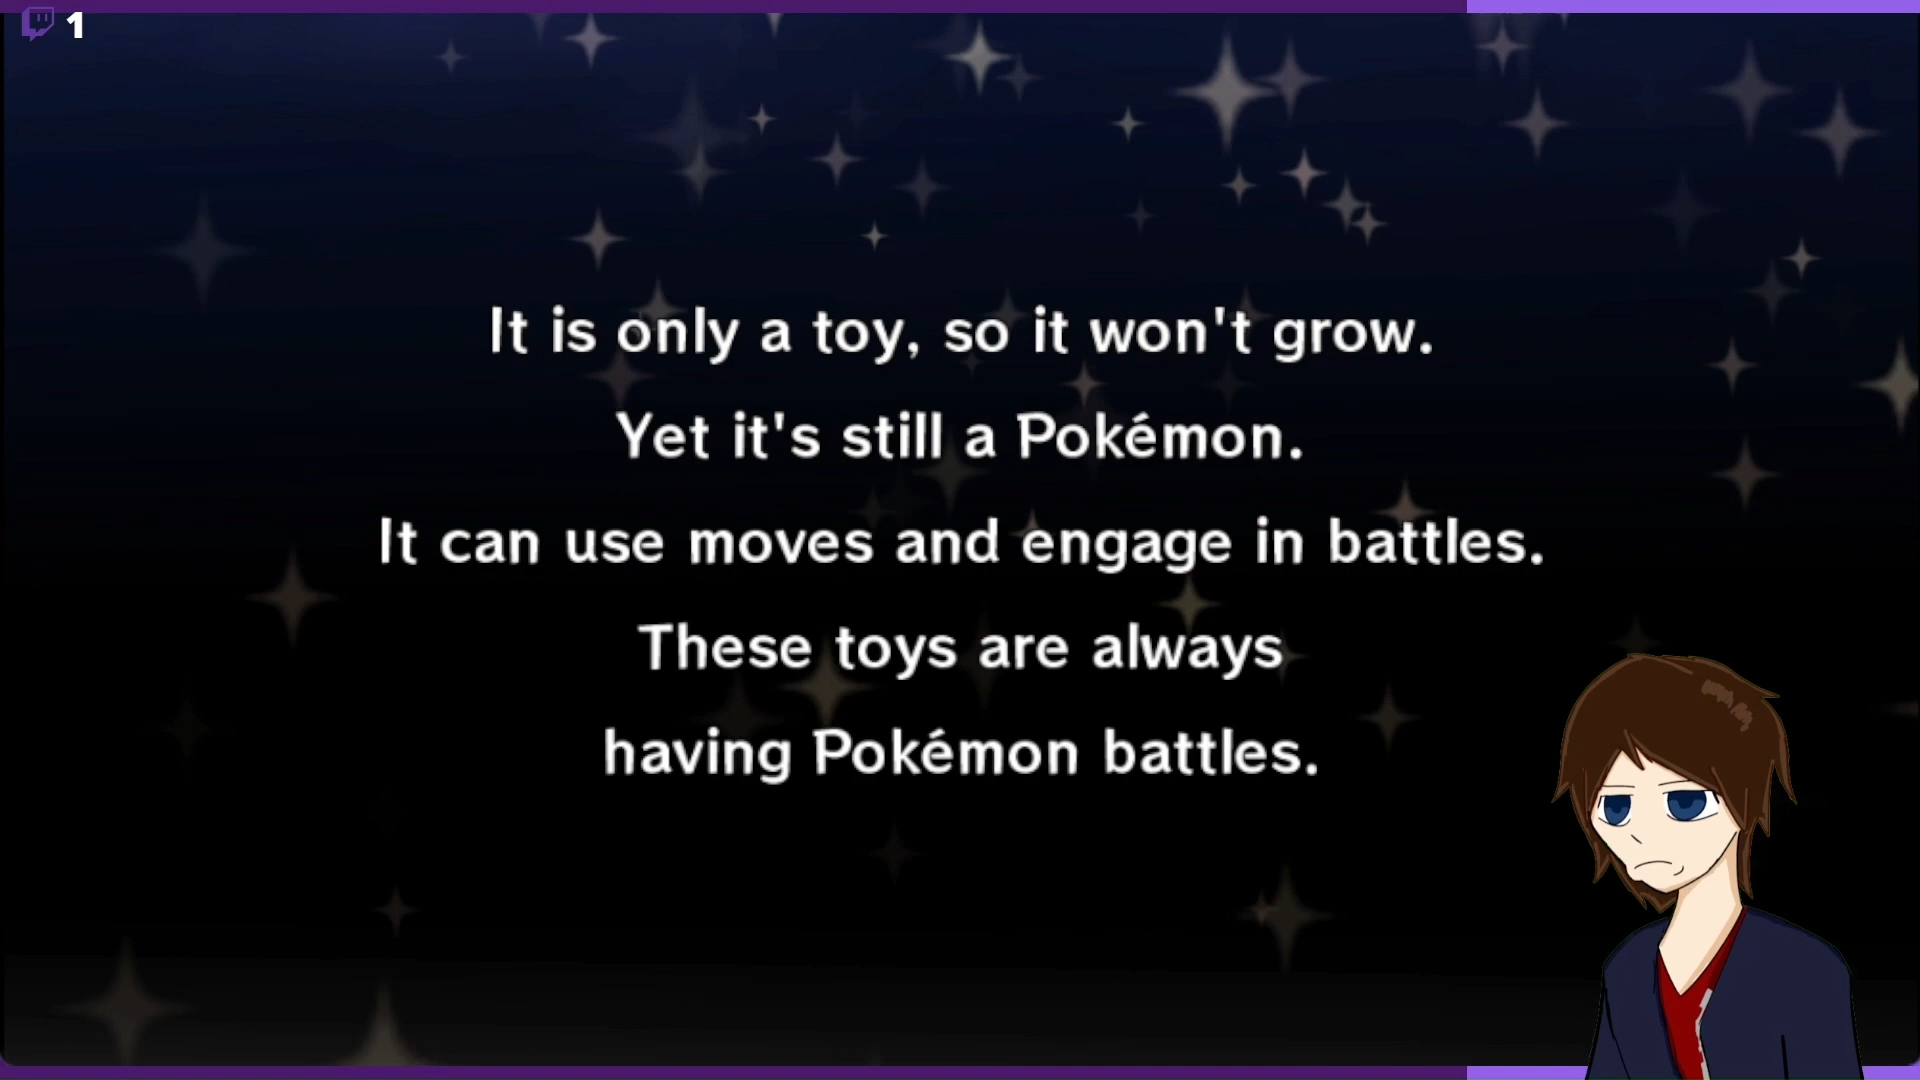 1
It is only a toy, so it won't grow.
Yet it's still a Pokémon.
It can use moves and engage in battles.
These toys are always
having Pokémon battles.